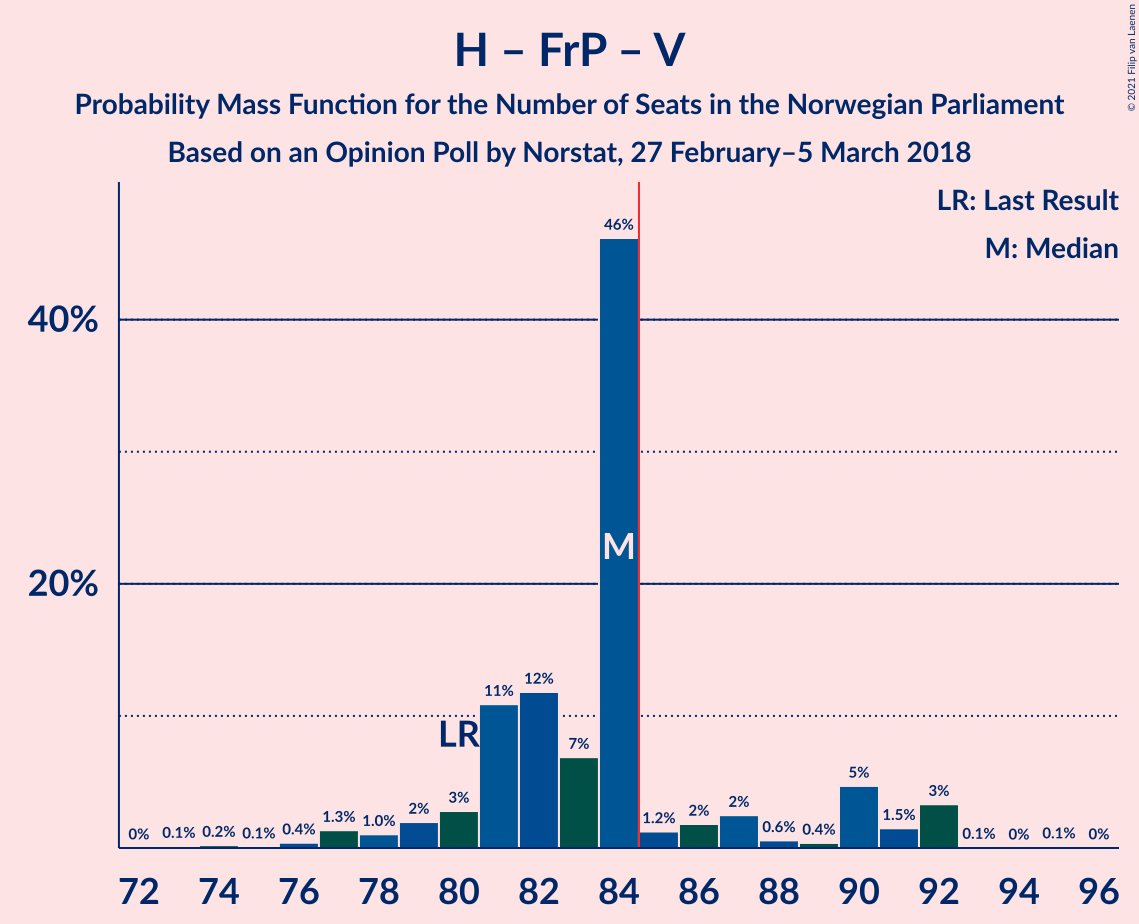 H – FrP – V
Probability Mass Function for the Number of Seats in the Norwegian Parliament
Based on an Opinion Poll by Norstat, 27 February–5 March 2018
© 2021 Filip van Laenen
LR: Last Result
M: Median
40%
20%
0% 0.1% 0.2% 0.1% 0.4% 1.3% 1.0% 2% 3% 11% 12% 7% 46% 1.2% 2% 2% 0.6% 0.4% 5% 1.5% 3% 0.1% 0% 0.1% 0%
LR
M
72 74 76 78 80 82 84 86 88 90 92 94 96